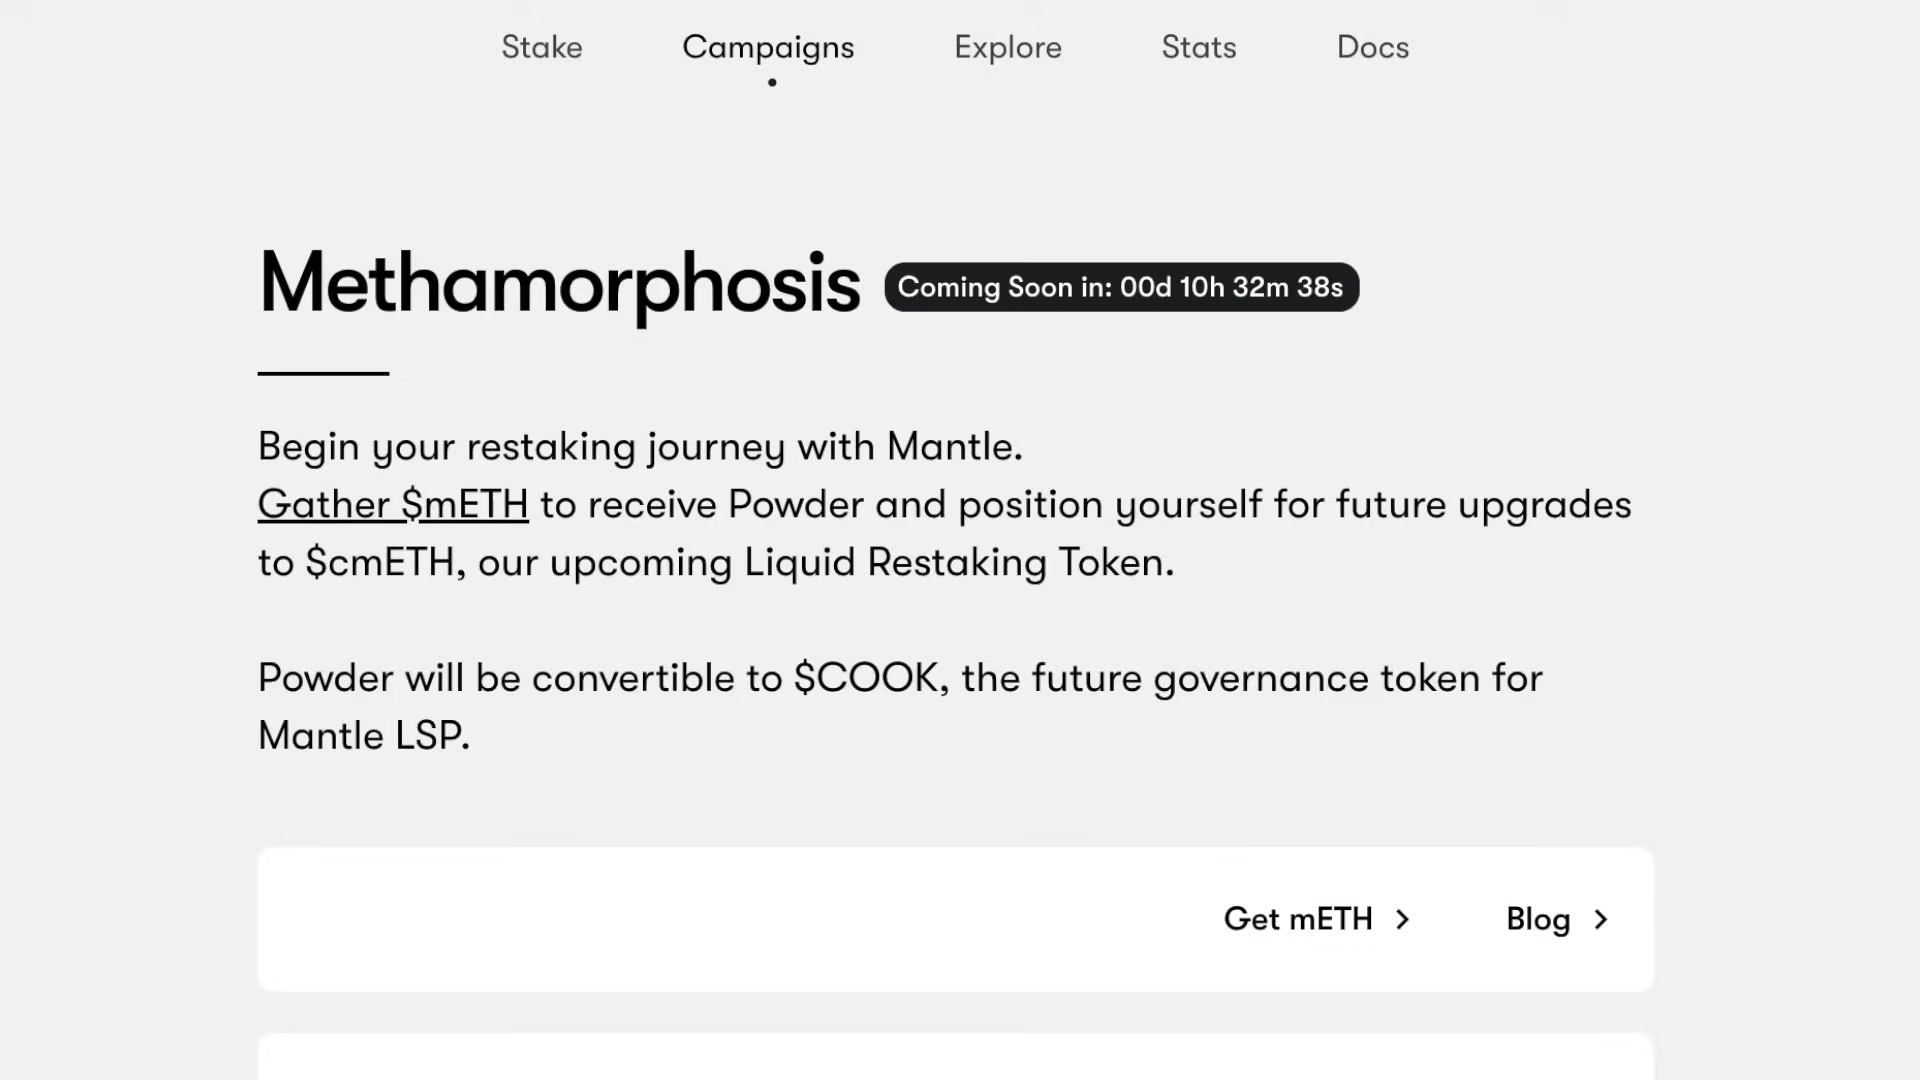 Stake Campaigns Explore Stats Docs
Methamorphosis Coming Soon in: 00d 10h 32m 38s
Begin your restaking journey with Mantle.
Gather $mETH to receive Powder and position yourself for future upgrades
to $cmETH, our upcoming Liquid Restaking Token.
Powder will be convertible to $COOK, the future governance token for
Mantle LSP.
Get mETH Blog